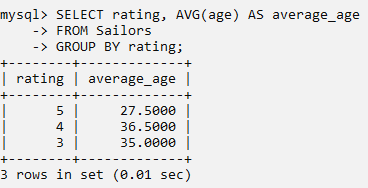 mysql> SELECT rating, AVG(age) AS average_age
    -> FROM Sailors
    -> GROUP BY rating;
+--------+-------------+
| rating | average_age |
+--------+-------------+
|      5 |     27.5000 |
|      4 |     36.5000 |
|      3 |     35.0000 |
+--------+-------------+
3 rows in set (0.01 sec)